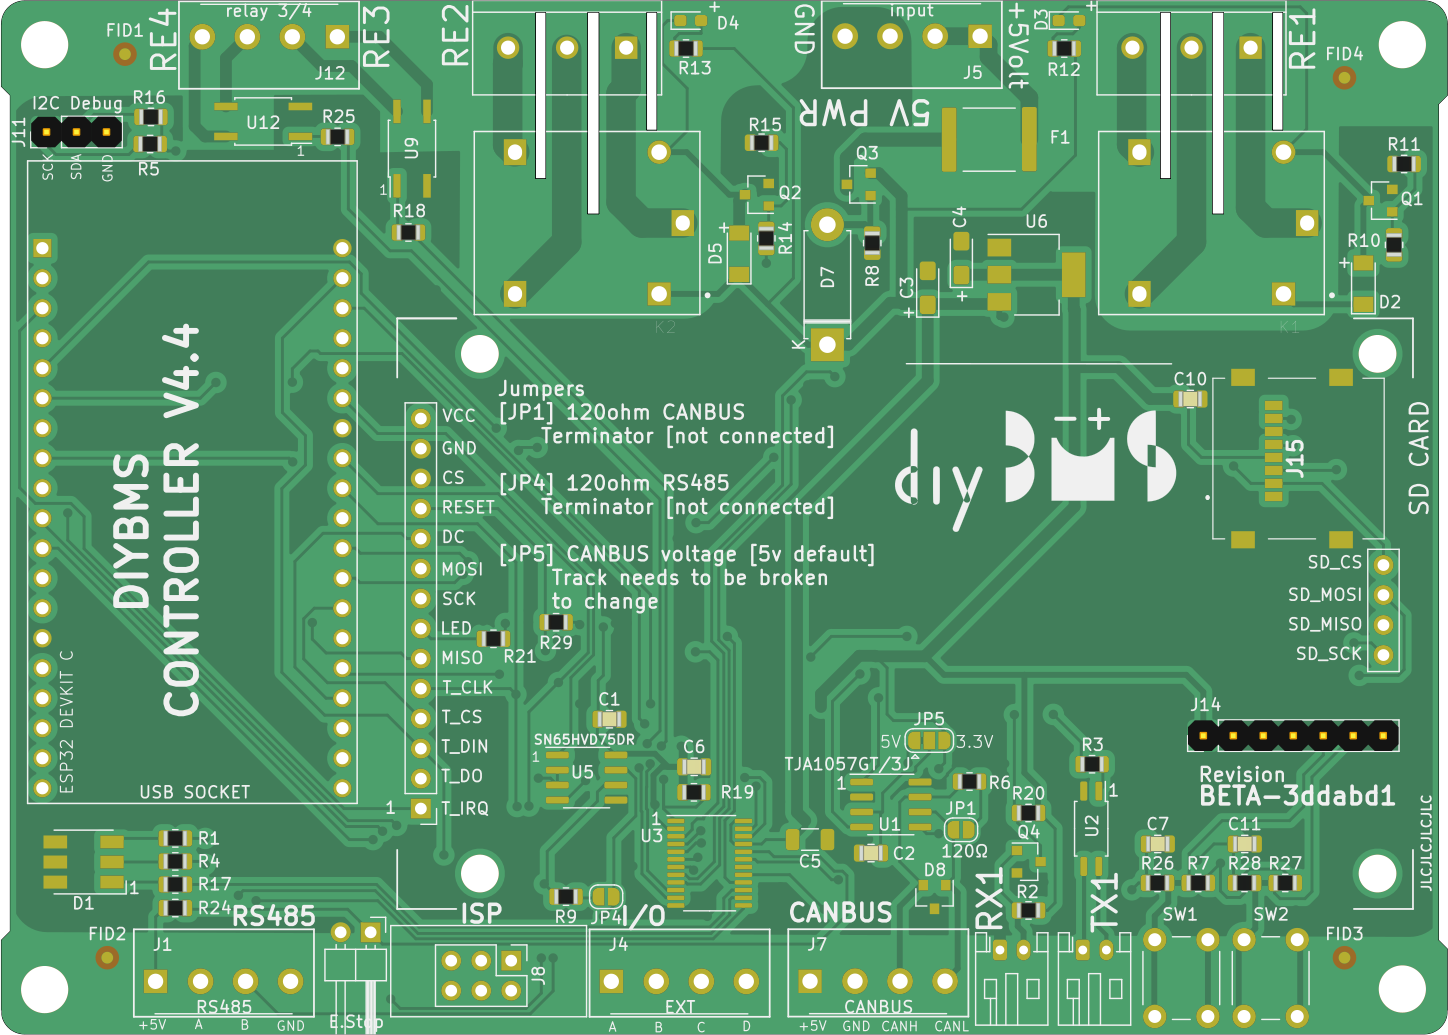 RE4
relay 3/4
RE3
RE2
D4
GND
input
+5Volt
D3
RE1
FID1
J12
R13
J5
R12
FID4
I2C Debug
R16
J11
U12
R25
1
U9
1
R15
5V PWR
F1
R11
SCK
SDA
GND
R5
Q3
Q2
Q1
R18
D5
R14
R8
C4
U6
R10
D7
C3
D2
K2
K
K1
Jumpers
[JP1] 120ohm CANBUS
Terminator [not connected]
[JP4] 120ohm RS485
Terminator [not connected]
[JP5] CANBUS voltage [5v default]
Track needs to be broken
to change
DIYBMS
CONTROLLER V4.4
ESP32 DEVKIT C
USB SOCKET
VCC
GND
CS
RESET
DC
MOSI
SCK
LED
MISO
T_CLK
T_CS
T_DIN
T_DO
1
T_IRQ
diyBMS
C10
J15
SD CARD
SD_CS
SD_MOSI
SD_MISO
SD_SCK
R29
R21
C1
SN65HVD75DR
1
U5
C6
R19
1
U3
JP5
5V
3.3V
TJA1057GT/3J
1
R6
U1
JP1
120Ω
C2
C5
D8
R3
1
R20
U2
Q4
R2
J14
Revision
BETA-3ddabd1
C7
C11
R26
R7
R28
R27
JLCJLCJLCJLC
SW1
SW2
R1
R4
R17
R24
J1
D1
FID2
RS485
ISP
R9
JP4
I/O
CANBUS
RX1
TX1
FID3
J1
RS485
+5V
A
B
GND
E.Stop
J8
J4
EXT
A
B
C
D
J7
CANBUS
+5V
GND
CANH
CANL